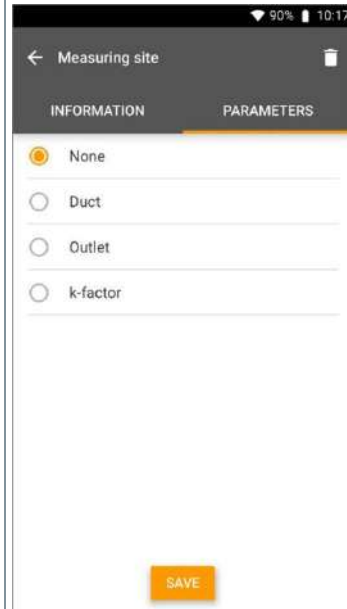 90% 10:17
Measuring site
INFORMATION PARAMETERS
None
Duct
Outlet
k-factor
SAVE